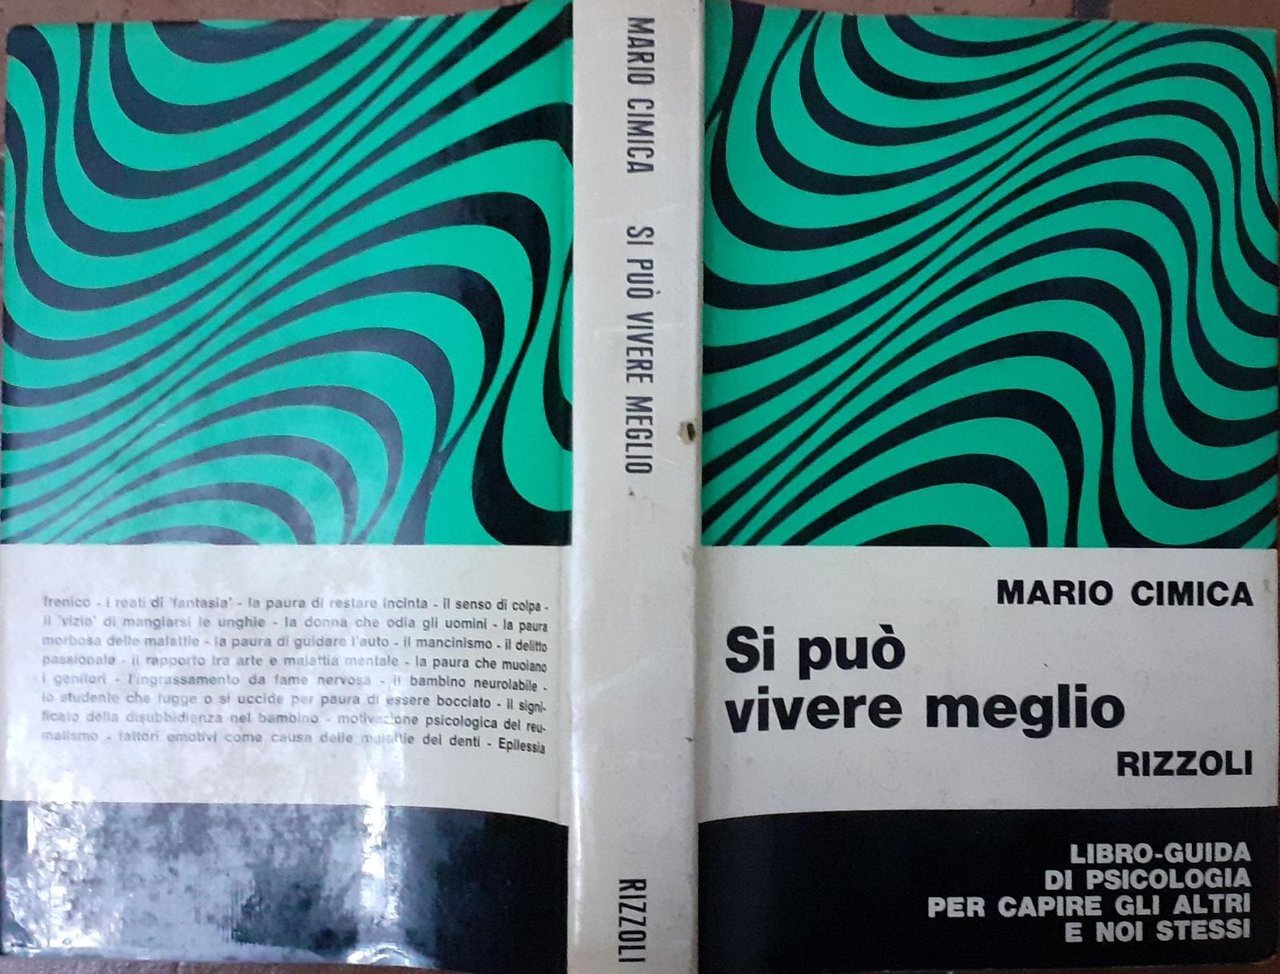 frenico - i reati di 'fantasia' - la paura di restare incinta - il senso di colpa -
il 'vizio' di mangiarsi le unghie - la donna che odia gli uomini - la paura
morbosa delle malattie - la paura di guidare l'auto - il mancinismo - il delitto
passionale - il rapporto tra arte e malattia mentale - la paura che muoiano
i genitori - l'ingrassamento da fame nervosa - il bambino neurolabile -
lo studente che fugge o si uccide per paura di essere bocciato - il signi-
ficato della disubbidienza nel bambino - motivazione psicologica del reu-
matismo - fattori emotivi come causa delle malattie dei denti - Epilessia
MARIO CIMICA SI PUÒ VIVERE MEGLIO
RIZZOLI
MARIO CIMICA
Si può
vivere meglio
RIZZOLI
LIBRO-GUIDA
DI PSICOLOGIA
PER CAPIRE GLI ALTRI
E NOI STESSI